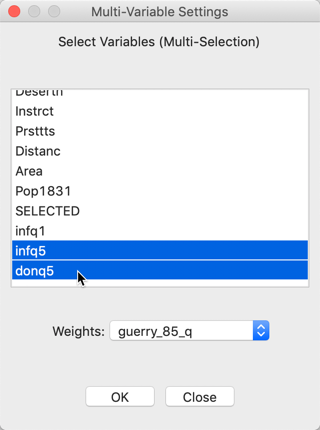 Multi-Variable Settings
Select Variables (Multi-Selection)
Desertn
Instrct
Prsttts
Distanc
Area
Pop1831
SELECTED
infq1
infq5
donq5
Weights: guerry_85_q
OK Close